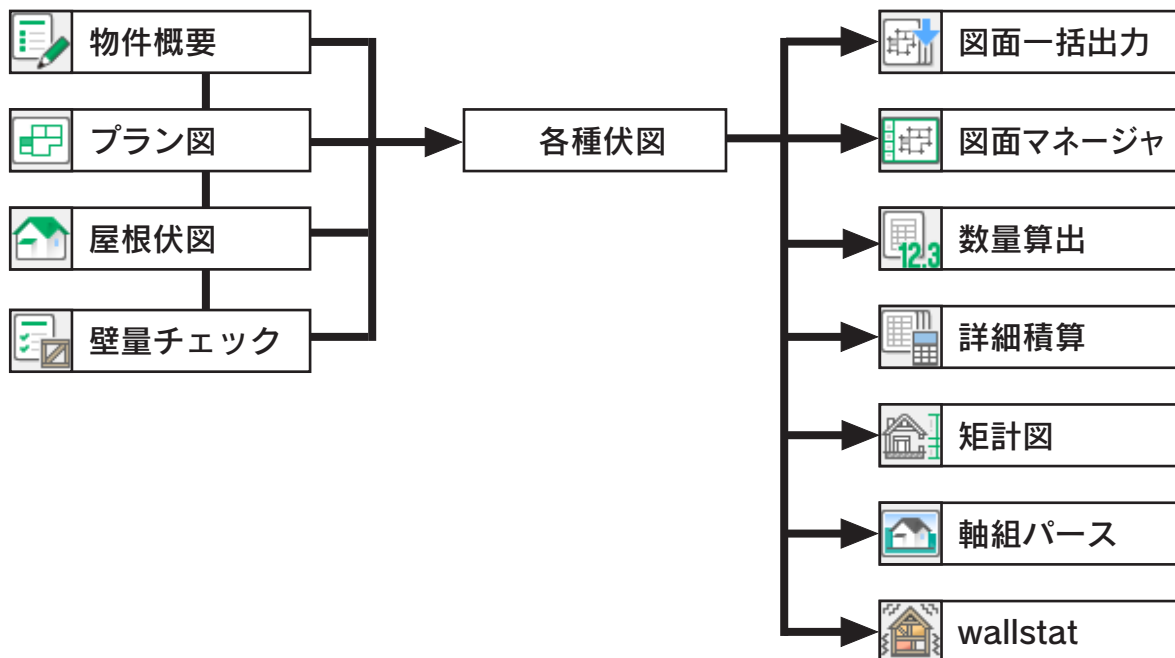 物件概要
プラン図
屋根伏図
壁量チェック
各種伏図
図面一括出力
図面マネージャ
12.3
数量算出
詳細積算
矩計図
軸組パース
wallstat